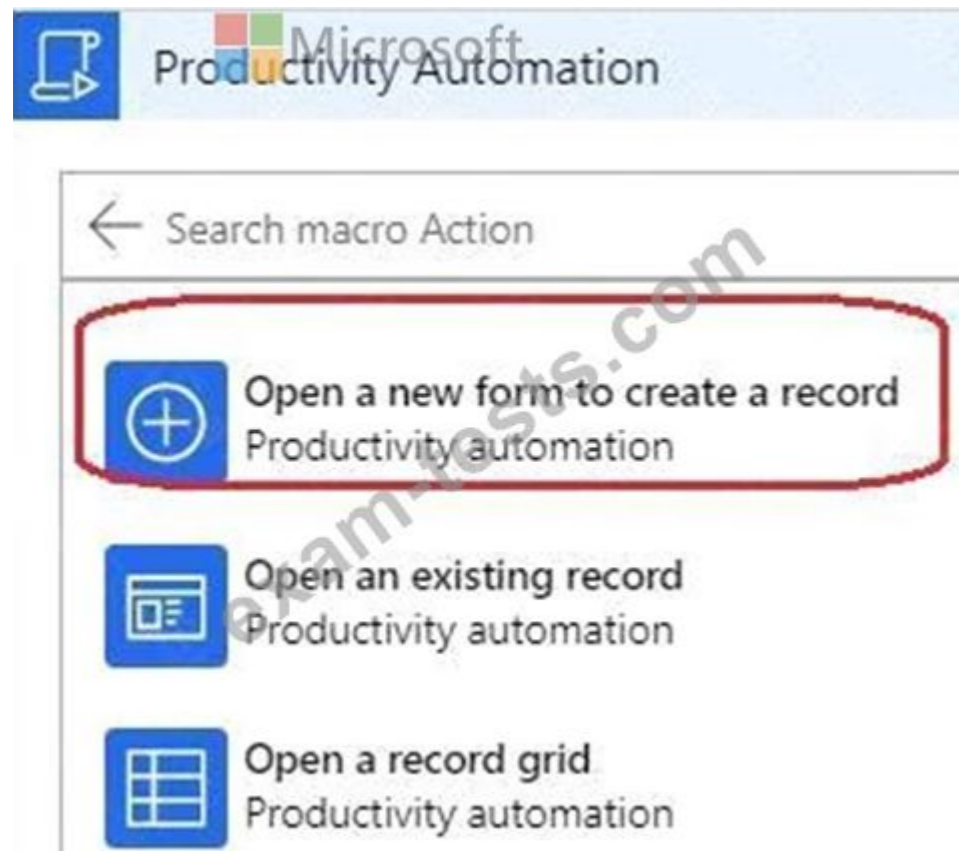 Microsoft
Productivity Automation
Search macro Action
Open a new form to create a record
Productivity automation
Open an existing record
Productivity automation
Open a record grid
Productivity automation
exam-tests.com